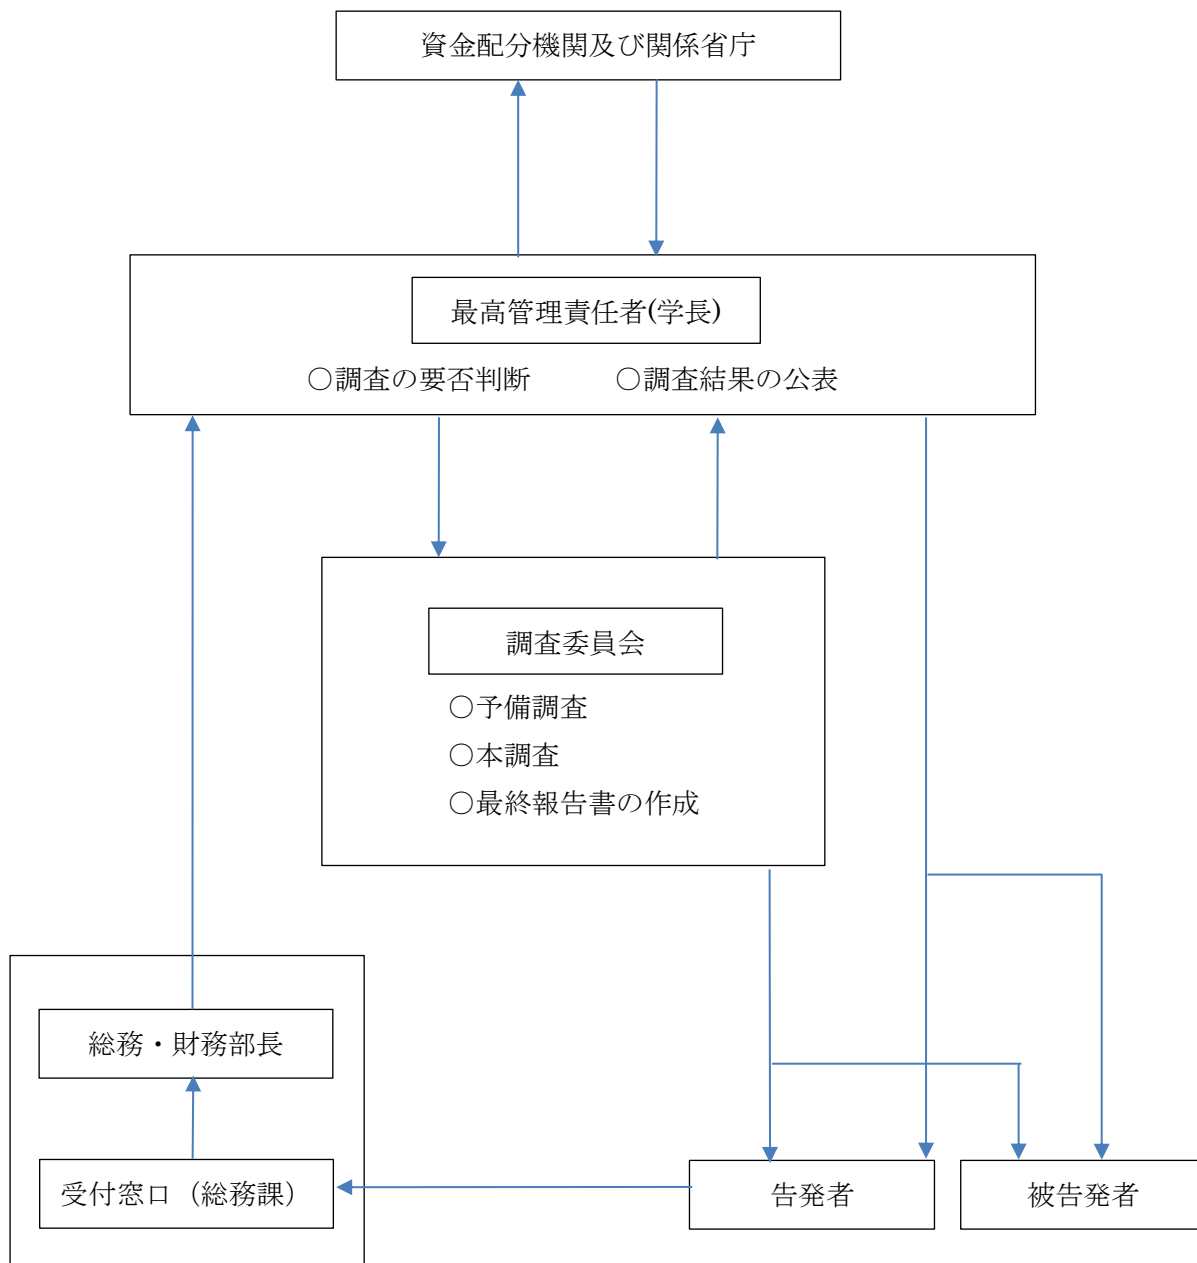 資金配分機関及び関係省庁
最高管理責任者(学長)
○調査の要否判断 ○調査結果の公表
調査委員会
○予備調査
○本調査
○最終報告書の作成
総務・財務部長
受付窓口（総務課）
告発者
被告発者